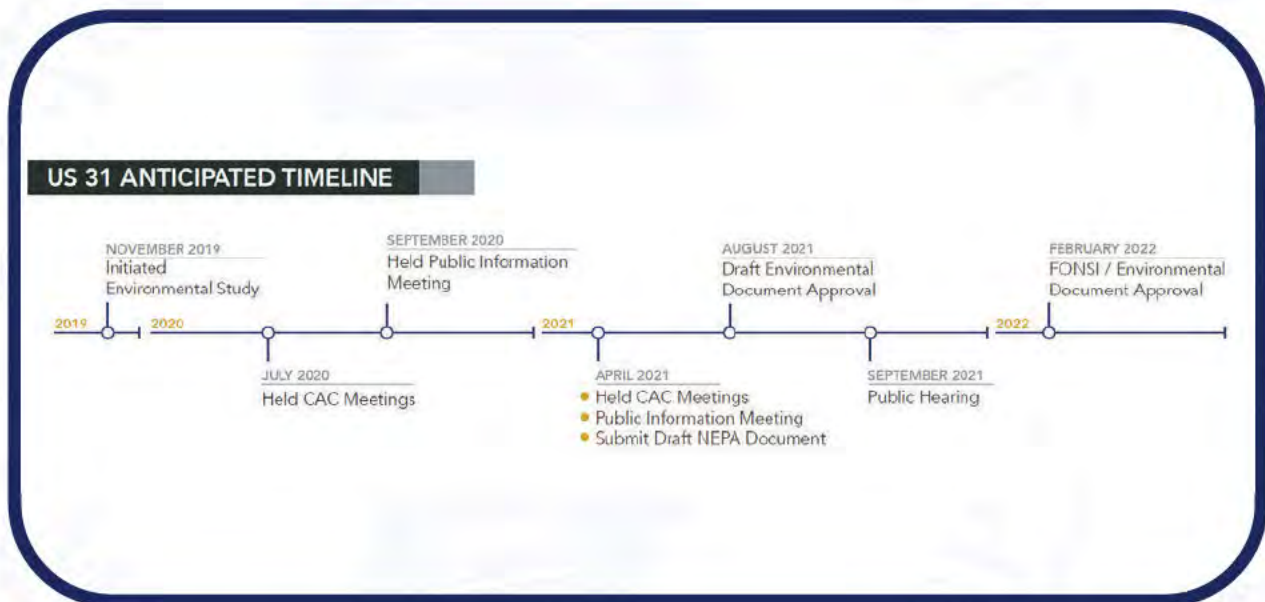 US 31 ANTICIPATED TIMELINE
NOVEMBER 2019
Initiated
Environmental Study
SEPTEMBER 2020
Held Public Information
Meeting
AUGUST 2021
Draft Environmental
Document Approval
FEBRUARY 2022
FONSI / Environmental
Document Approval
2019
2020
2021
2022
JULY 2020
Held CAC Meetings
APRIL 2021
Held CAC Meetings
Public Information Meeting
Submit Draft NEPA Document
SEPTEMBER 2021
Public Hearing